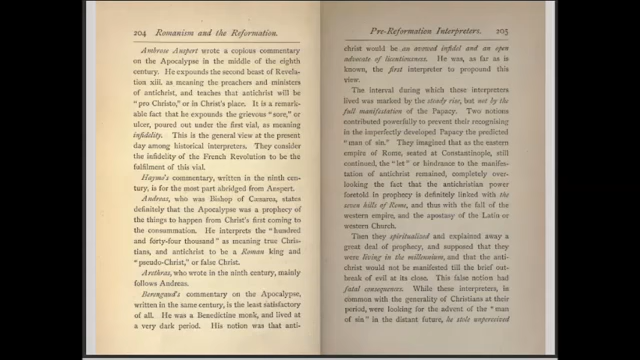 204 Romanism and the Reformation.
Ambrose Anspert wrote a copious commentary
on the Apocalypse in the middle of the eighth
century. He expounds the second beast of Revela-
tion xiii. as meaning the preachers and ministers
of antichrist, and teaches that antichrist will be
"pro Christo," or in Christ's place. It is a remark-
able fact that he expounds the grievous "sore," or
ulcer, poured out under the first vial, as meaning
infidelity. This is the general view at the present
day among historical interpreters. They consider
the infidelity of the French Revolution to be the
fulfilment of this vial.
Haymo's commentary, written in the ninth cen-
tury, is for the most part abridged from Anspert.
Andreas, who was Bishop of Cæsarea, states
definitely that the Apocalypse was a prophecy of
the things to happen from Christ's first coming to
the consummation. He interprets the "hundred
and forty-four thousand" as meaning true Chris-
tians, and antichrist to be a Roman king and
"pseudo-Christ," or false Christ.
Arethras, who wrote in the ninth century, mainly
follows Andreas.
Berengaud's commentary on the Apocalypse,
written in the same century, is the least satisfactory
of all. He was a Benedictine monk, and lived at
a very dark period. His notion was that anti-
Pre-Reformation Interpreters. 205
christ would be an avowed infidel and an open
advocate of licentiousness. He was, as far as is
known, the first interpreter to propound this
view.
The interval during which these interpreters
lived was marked by the steady rise, but not by the
full manifestation of the Papacy. Two notions
contributed powerfully to prevent their recognising
in the imperfectly developed Papacy the predicted
"man of sin." They imagined that as the eastern
empire of Rome, seated at Constantinople, still
continued, the "let" or hindrance to the manifes-
tation of antichrist remained, completely over-
looking the fact that the antichristian power
foretold in prophecy is definitely linked with the
seven hills of Rome, and thus with the fall of the
western empire, and the apostasy of the Latin or
western Church.
Then they spiritualized and explained away a
great deal of prophecy, and supposed that they
were living in the millennium, and that the anti-
christ would not be manifested till the brief out-
break of evil at its close. This false notion had
fatal consequences. While these interpreters, in
common with the generality of Christians at their
period, were looking for the advent of the "man
of sin" in the distant future, he stole unperceived